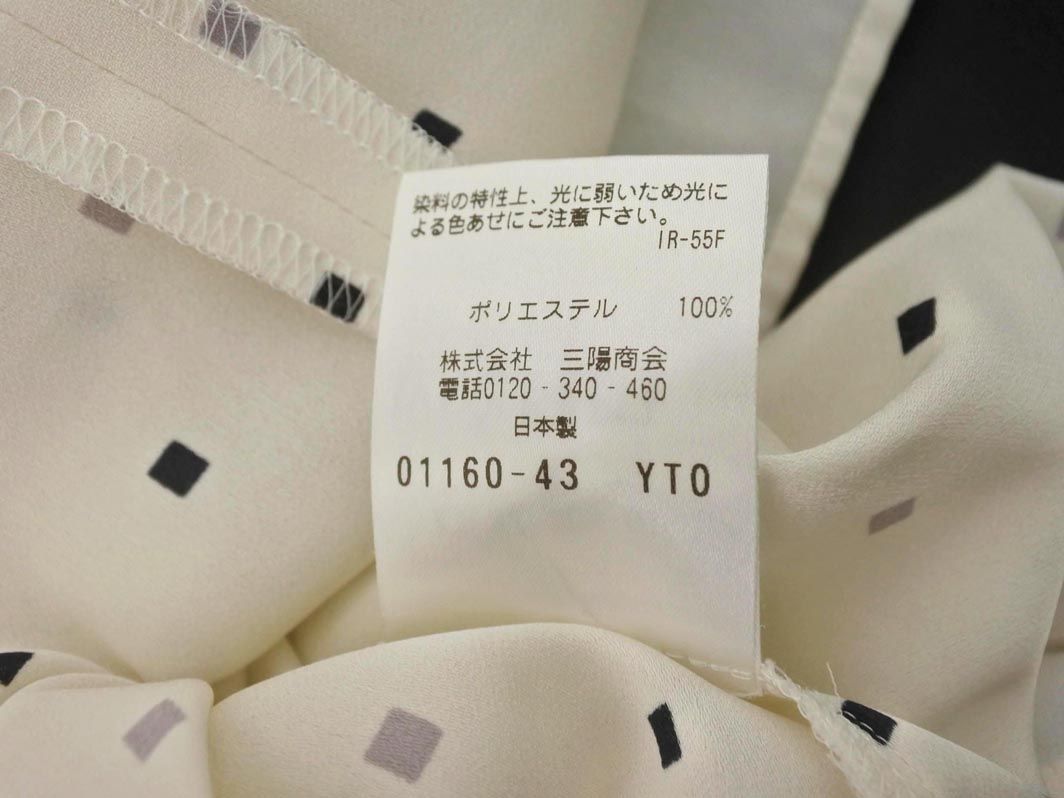 染料の特性上、光に弱いため光に
よる色あせにご注意下さい。
IR-55F
ポリエステル 100%
株式会社 三陽商会
電話0120-340-460
日本製
01160-43 YTO